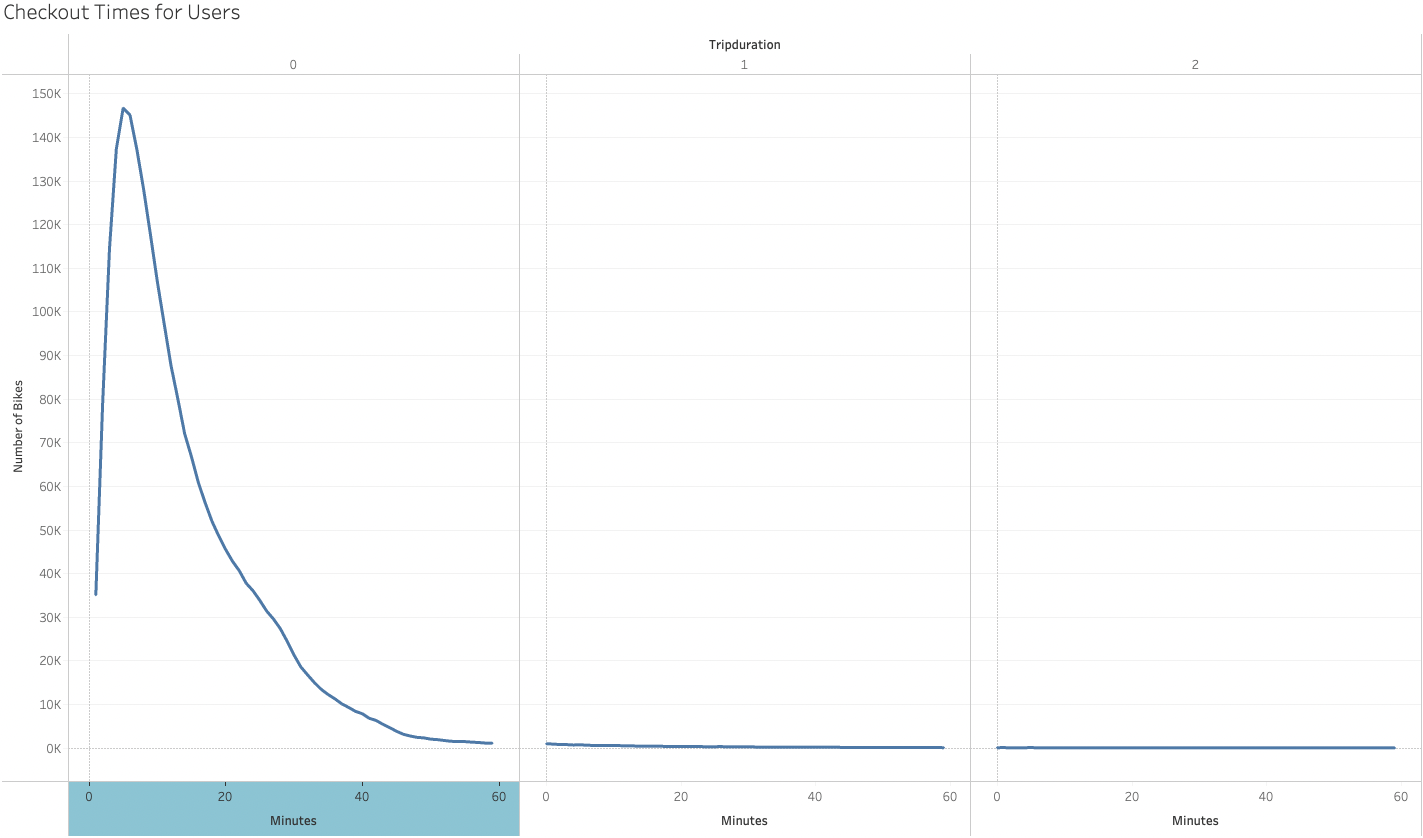 Checkout Times for Users
Tripduration
0 1 2
150K
140K
130K
120K
110K
100K
90K
80K
70K
60K
50K
40K
30K
20K
10K
0K
Number of Bikes
0 20 40 60 0 20 40 60 0 20 40 60
Minutes Minutes Minutes